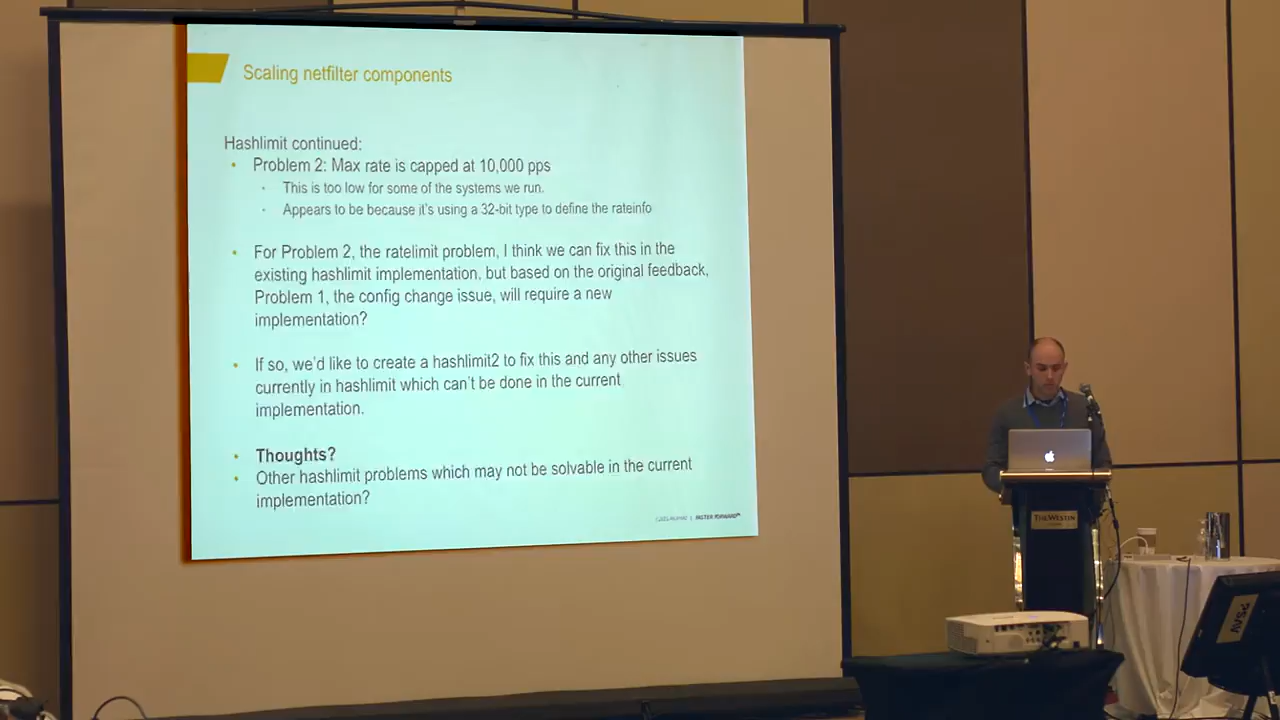 Scaling netfilter components
Hashlimit continued:
• Problem 2: Max rate is capped at 10,000 pps
• This is too low for some of the systems we run.
• Appears to be because it's using a 32-bit type to define the rateinfo
• For Problem 2, the ratelimit problem, I think we can fix this in the
existing hashlimit implementation, but based on the original feedback,
Problem 1, the config change issue, will require a new
implementation?
• If so, we'd like to create a hashlimit2 to fix this and any other issues
currently in hashlimit which can't be done in the current
implementation.
• Thoughts?
• Other hashlimit problems which may not be solvable in the current
implementation?
FASTER FORWARD™
THE WESTIN
AVSG